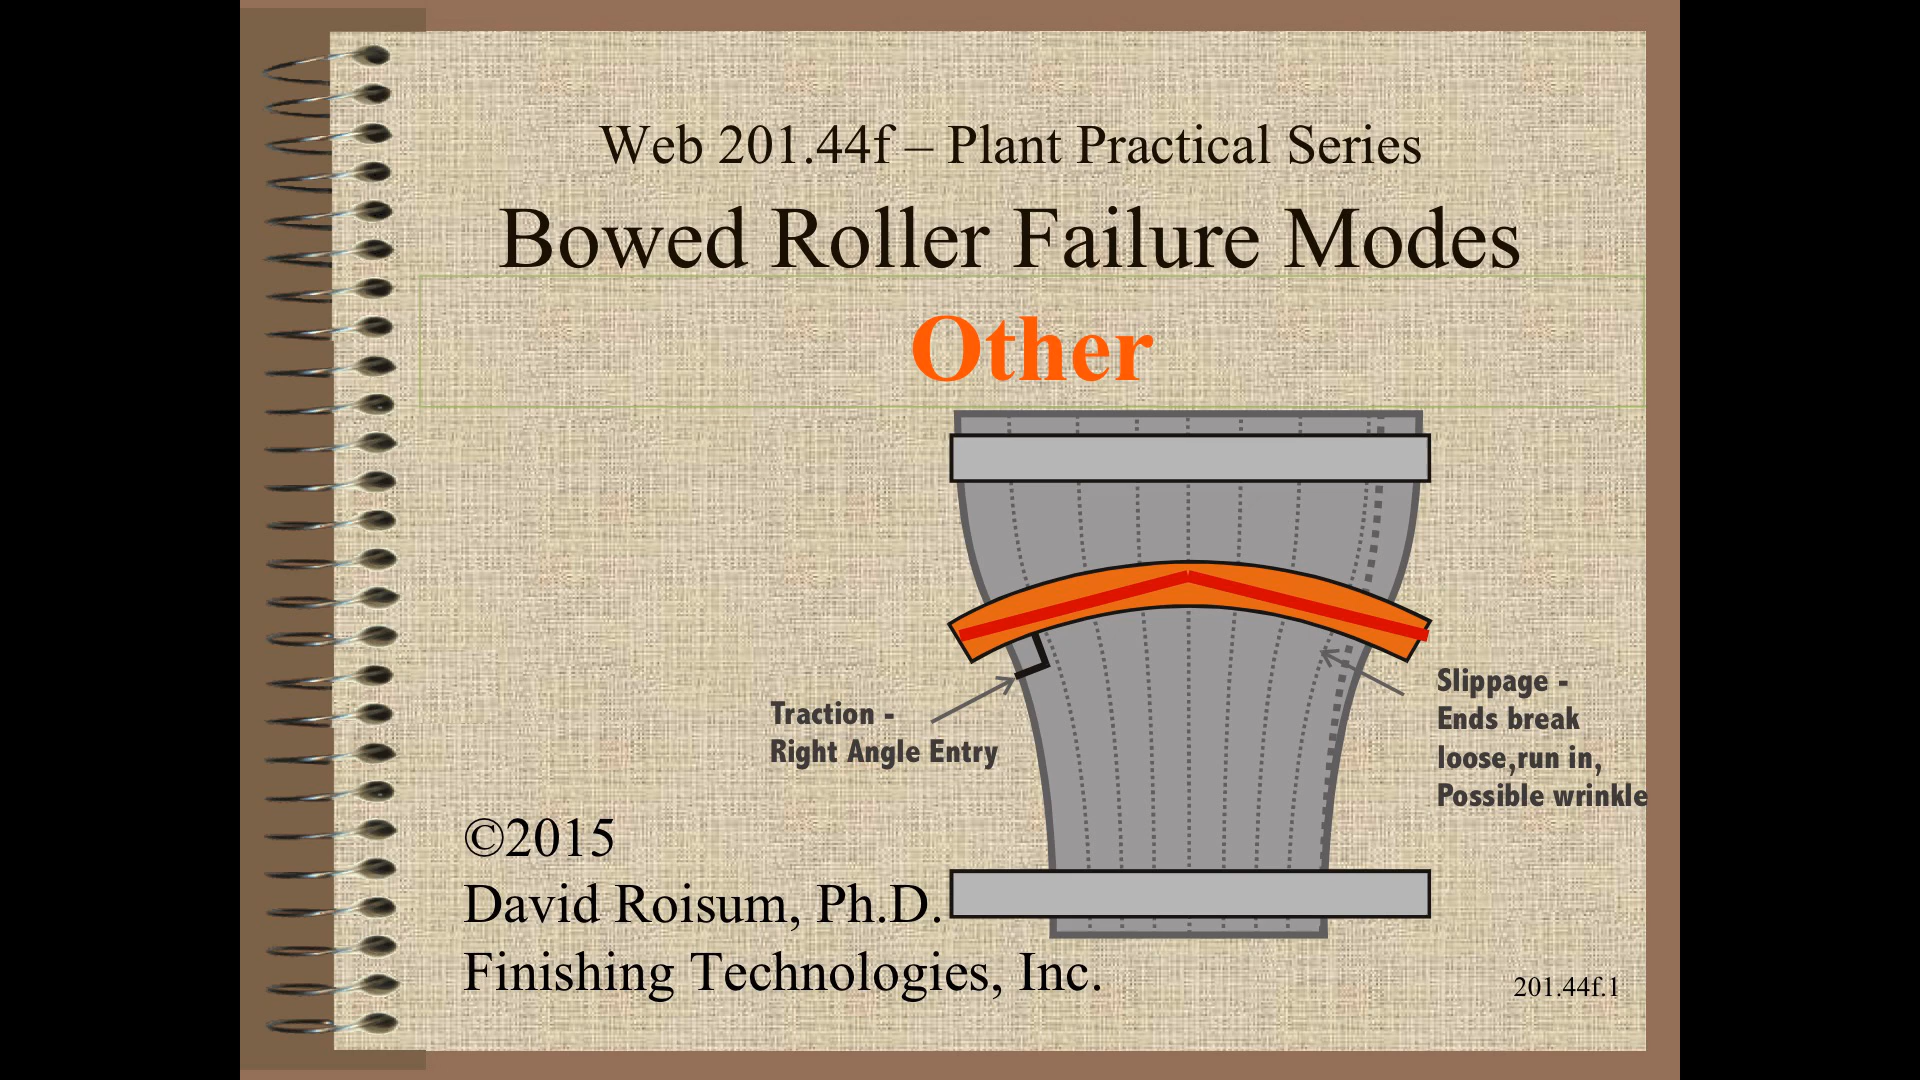 Web 201.44f – Plant Practical Series
Bowed Roller Failure Modes
Other
Traction -
Right Angle Entry
Slippage -
Ends break
loose,run in,
Possible wrinkle
©2015
David Roisum, Ph.D.
Finishing Technologies, Inc.
201.44f.1